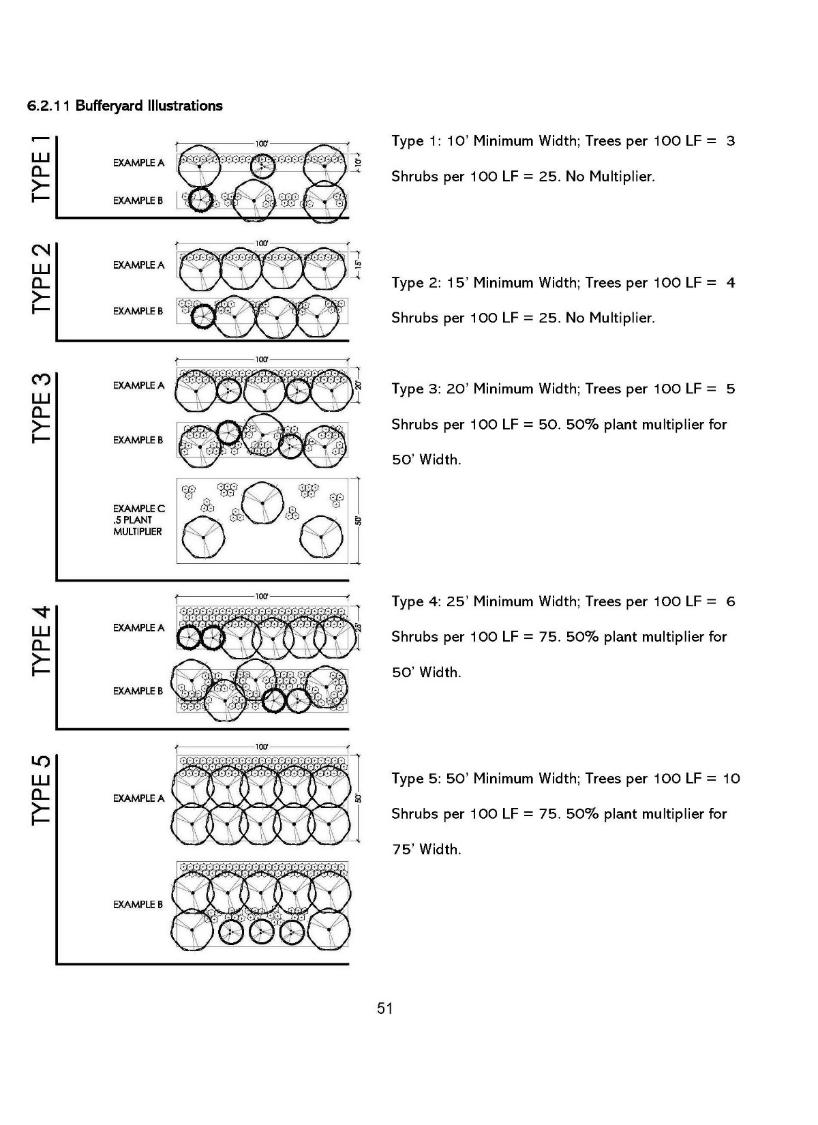 6.2.11 Bufferyard Illustrations
TYPE 1
EXAMPLE A
100'
10'
EXAMPLE B
Type 1: 10' Minimum Width; Trees per 100 LF = 3
Shrubs per 100 LF = 25. No Multiplier.
TYPE 2
EXAMPLE A
100'
15'
EXAMPLE B
Type 2: 15' Minimum Width; Trees per 100 LF = 4
Shrubs per 100 LF = 25. No Multiplier.
TYPE 3
EXAMPLE A
100'
20'
EXAMPLE B
EXAMPLE C
.5 PLANT
MULTIPLIER
50'
Type 3: 20' Minimum Width; Trees per 100 LF = 5
Shrubs per 100 LF = 50. 50% plant multiplier for
50' Width.
TYPE 4
EXAMPLE A
100'
25'
EXAMPLE B
Type 4: 25' Minimum Width; Trees per 100 LF = 6
Shrubs per 100 LF = 75. 50% plant multiplier for
50' Width.
TYPE 5
EXAMPLE A
100'
50'
EXAMPLE B
Type 5: 50' Minimum Width; Trees per 100 LF = 10
Shrubs per 100 LF = 75. 50% plant multiplier for
75' Width.
51